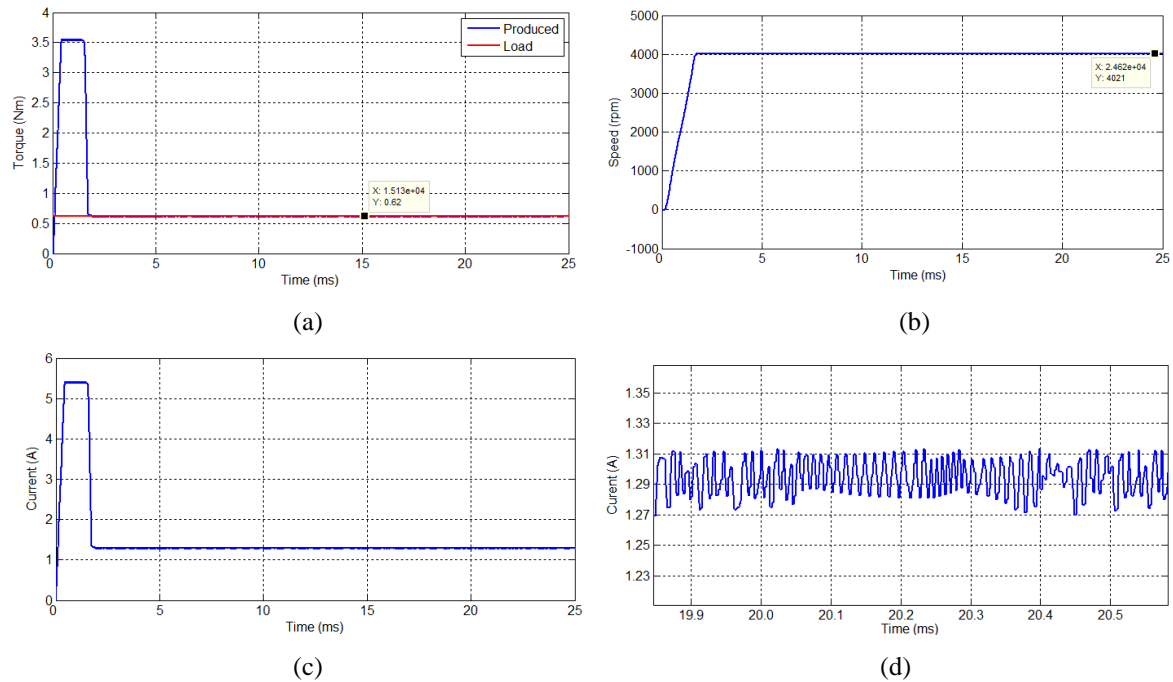 4
3.5
3
2.5
2
1.5
1
0.5
0
Torque (Nm)
Produced
Load
X: 1.513e+04
Y: 0.62
0 5 10 15 20 25
Time (ms)
(a)
5000
4000
3000
2000
1000
0
-1000
Speed (rpm)
X: 2.462e+04
Y: 4021
0 5 10 15 20 25
Time (ms)
(b)
6
5
4
3
2
1
0
Current (A)
0 5 10 15 20 25
Time (ms)
(c)
1.35
1.33
1.31
1.29
1.27
1.25
1.23
Curent (A)
19.9 20.0 20.1 20.2 20.3 20.4 20.5
Time (ms)
(d)